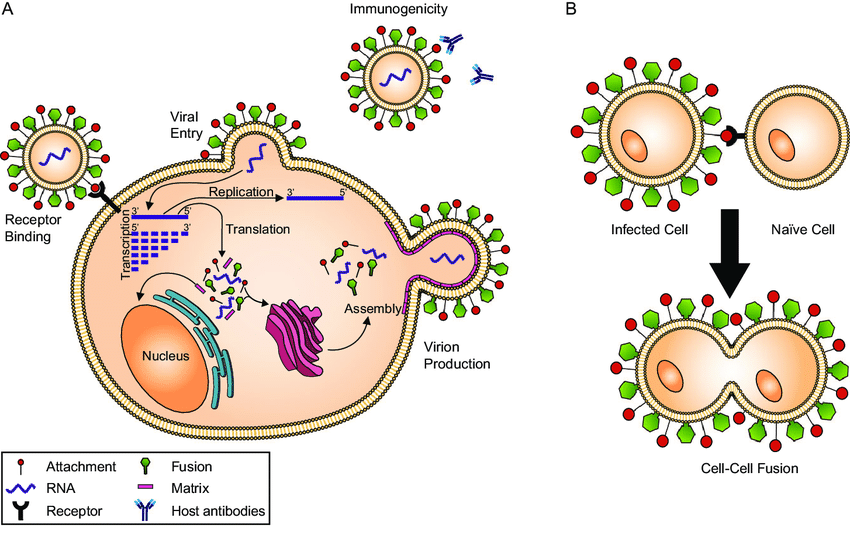 A
B
Immunogenicity
Viral
Entry
Receptor
Binding
Replication
3'
5'
3'
5'
5'
3'
Transcription
Translation
Nucleus
Assembly
Virion
Production
Attachment
Fusion
RNA
Matrix
Receptor
Host antibodies
Infected Cell
Naïve Cell
Cell-Cell Fusion